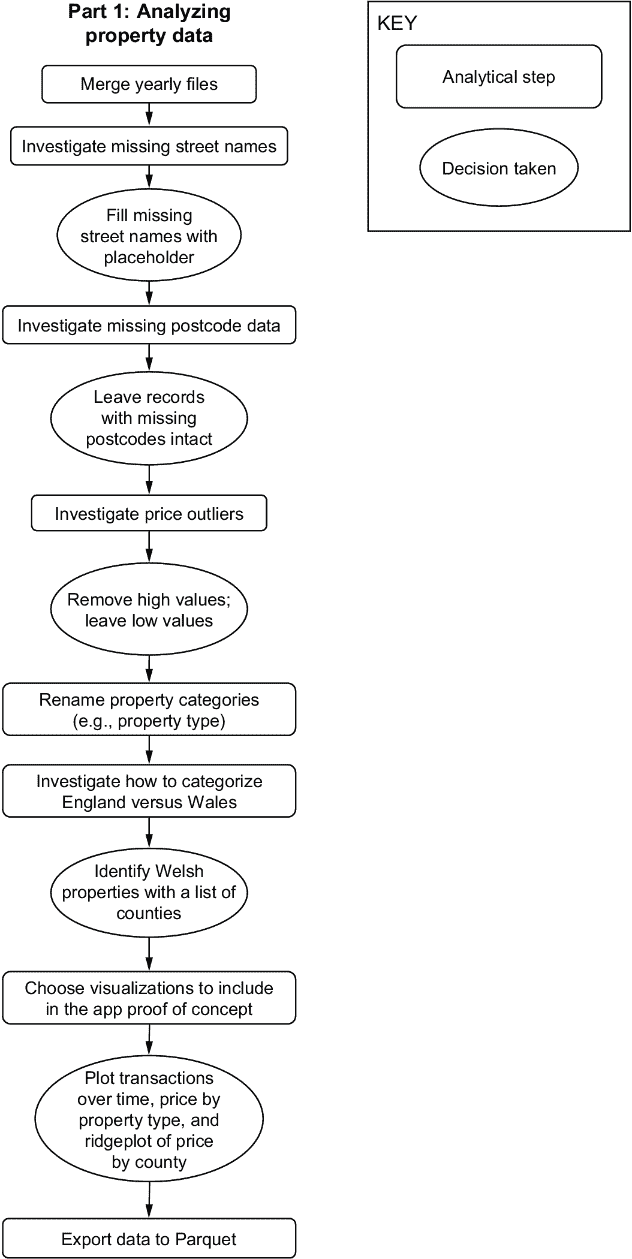 Part 1: Analyzing
property data
Merge yearly files
Investigate missing street names
Fill missing
street names with
placeholder
Investigate missing postcode data
Leave records
with missing
postcodes intact
Investigate price outliers
Remove high values;
leave low values
Rename property categories
(e.g., property type)
Investigate how to categorize
England versus Wales
Identify Welsh
properties with a list of
counties
Choose visualizations to include
in the app proof of concept
Plot transactions
over time, price by
property type, and
ridgeplot of price
by county
Export data to Parquet
KEY
Analytical step
Decision taken